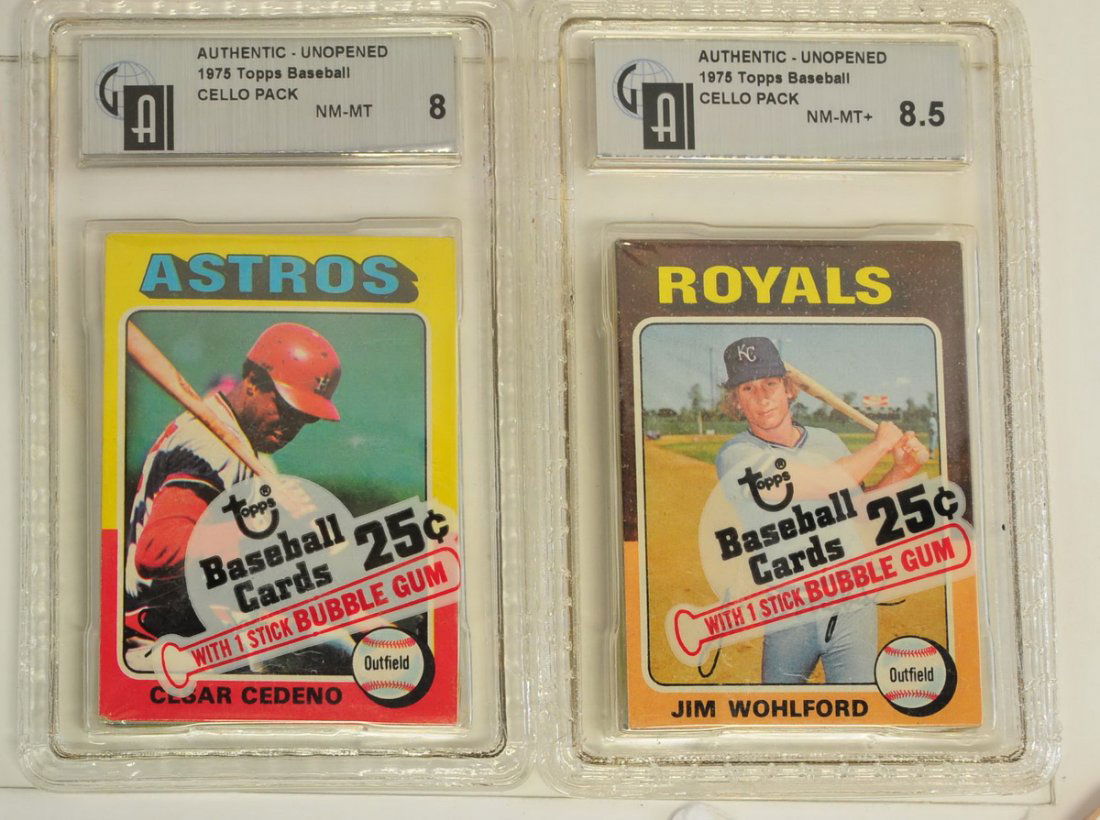 AUTHENTIC - UNOPENED
1975 Topps Baseball
CELLO PACK
NM-MT 8
G
A
ASTROS
H
topps®
Baseball
Cards
25¢
WITH 1 STICK BUBBLE GUM
Outfield
CESAR CEDENO
AUTHENTIC - UNOPENED
1975 Topps Baseball
CELLO PACK
NM-MT+ 8.5
G
A
ROYALS
KC
topps®
Baseball
Cards
25¢
WITH 1 STICK BUBBLE GUM
Outfield
JIM WOHLFORD